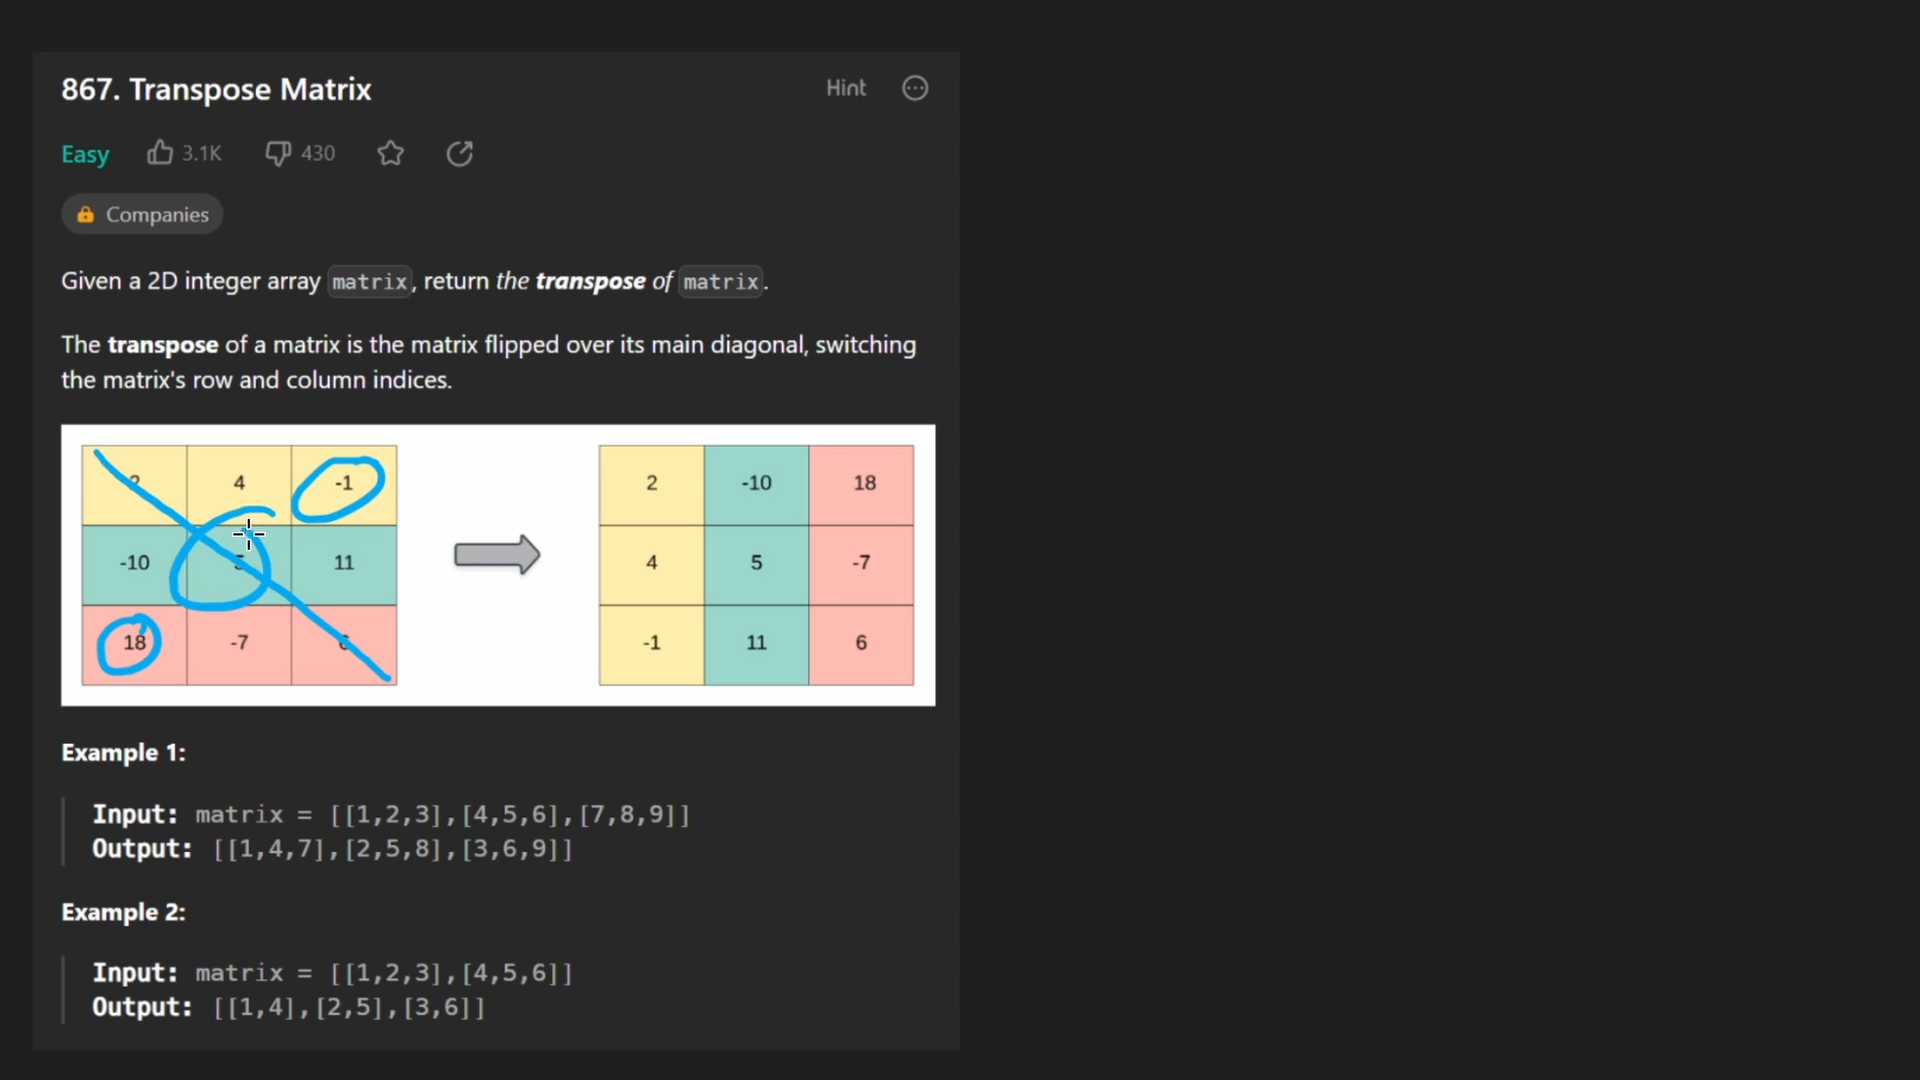 867. Transpose Matrix
Hint
Easy 3.1K 430
Companies
Given a 2D integer array matrix, return the transpose of matrix.
The transpose of a matrix is the matrix flipped over its main diagonal, switching
the matrix's row and column indices.
2 4 -1
-10 5 11
18 -7 6
2 -10 18
4 5 -7
-1 11 6
Example 1:
Input: matrix = [[1,2,3],[4,5,6],[7,8,9]]
Output: [[1,4,7],[2,5,8],[3,6,9]]
Example 2:
Input: matrix = [[1,2,3],[4,5,6]]
Output: [[1,4],[2,5],[3,6]]